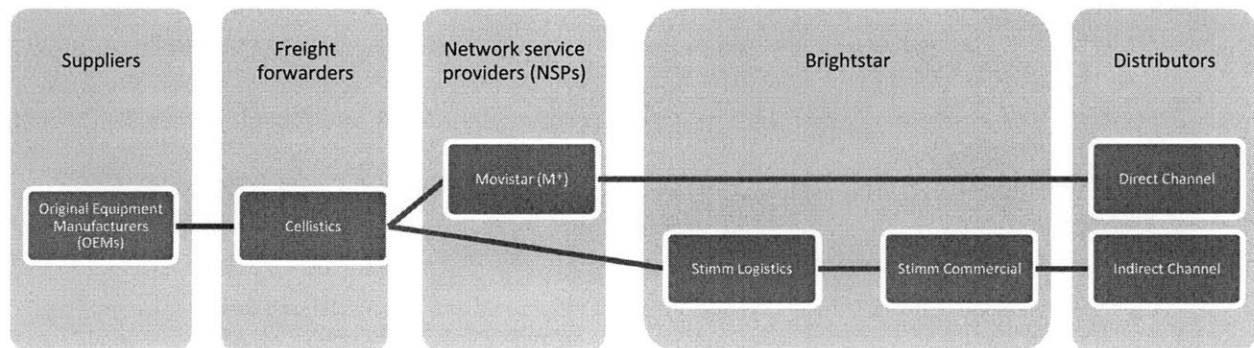 Suppliers
Freight
forwarders
Network service
providers (NSPs)
Brightstar
Distributors
Original Equipment
Manufacturers
(OEMs)
Cellistics
Movistar (M⁺)
Stimm Logistics
Stimm Commercial
Direct Channel
Indirect Channel